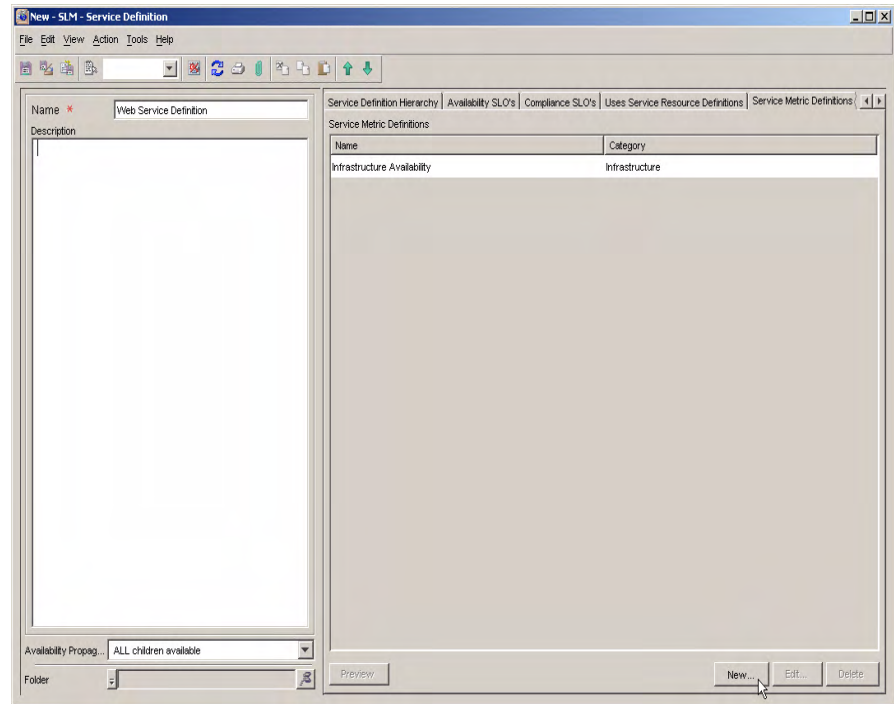 New - SLM - Service Definition
File Edit View Action Tools Help
Name *
Web Service Definition
Description
Availability Propag... ALL children available
Folder
Service Definition Hierarchy Availability SLO's Compliance SLO's Uses Service Resource Definitions Service Metric Definitions
Service Metric Definitions
Name Category
Infrastructure Availability Infrastructure
Preview New... Edit... Delete